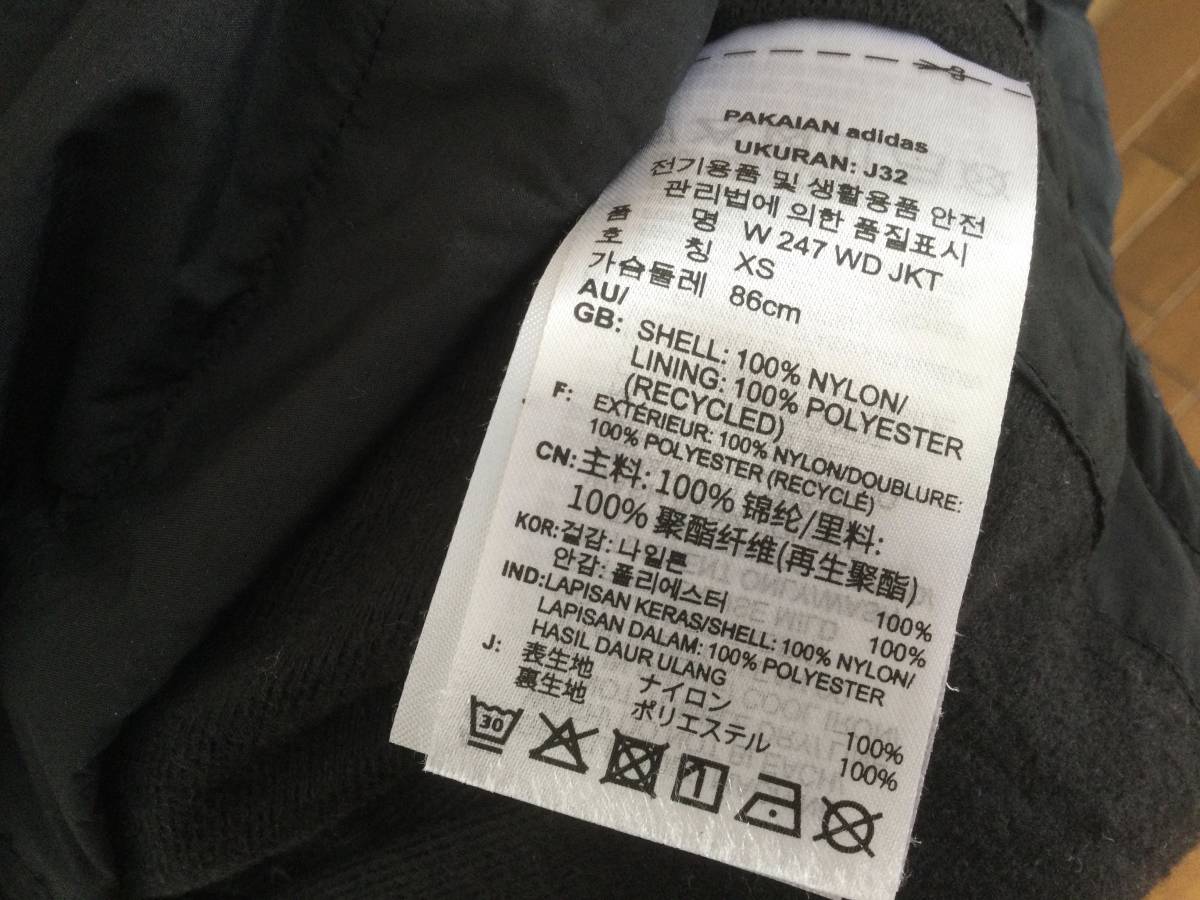 PAKAIAN adidas
UKURAN: J32
전기용품 및 생활용품 안전
관리법에 의한 품질표시
품 명 W 247 WD JKT
호 칭 XS
가슴둘레 86cm
AU/
GB: SHELL: 100% NYLON/
LINING: 100% POLYESTER
(RECYCLED)
F: EXTÉRIEUR: 100% NYLON/DOUBLURE:
100% POLYESTER (RECYCLÉ)
CN: 主料: 100% 锦纶/里料:
100% 聚酯纤维(再生聚酯)
KOR: 겉감: 나일론 100%
안감: 폴리에스터 100%
IND: LAPISAN KERAS/SHELL: 100% NYLON/
LAPISAN DALAM: 100% POLYESTER/
HASIL DAUR ULANG
J: 表生地 ナイロン 100%
裏生地 ポリエステル 100%
30
1